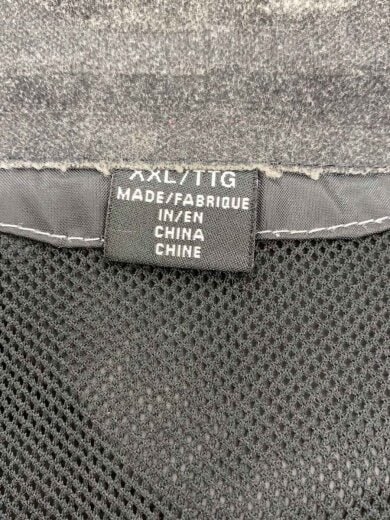 XXL/TTG
MADE/FABRIQUE
IN/EN
CHINA
CHINE